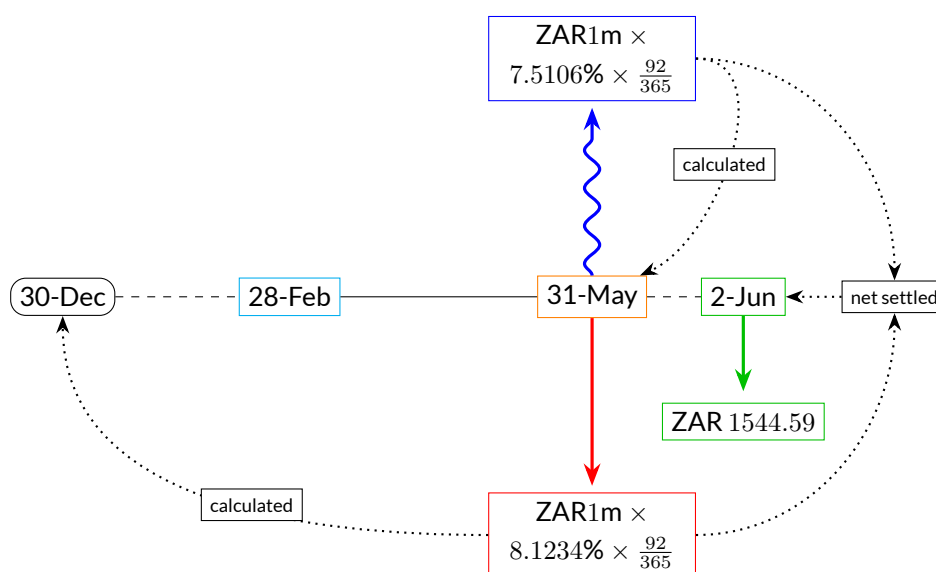 ZAR1m ×
7.5106% × 92/365
calculated
30-Dec
28-Feb
31-May
2-Jun
net settled
ZAR 1544.59
calculated
ZAR1m ×
8.1234% × 92/365